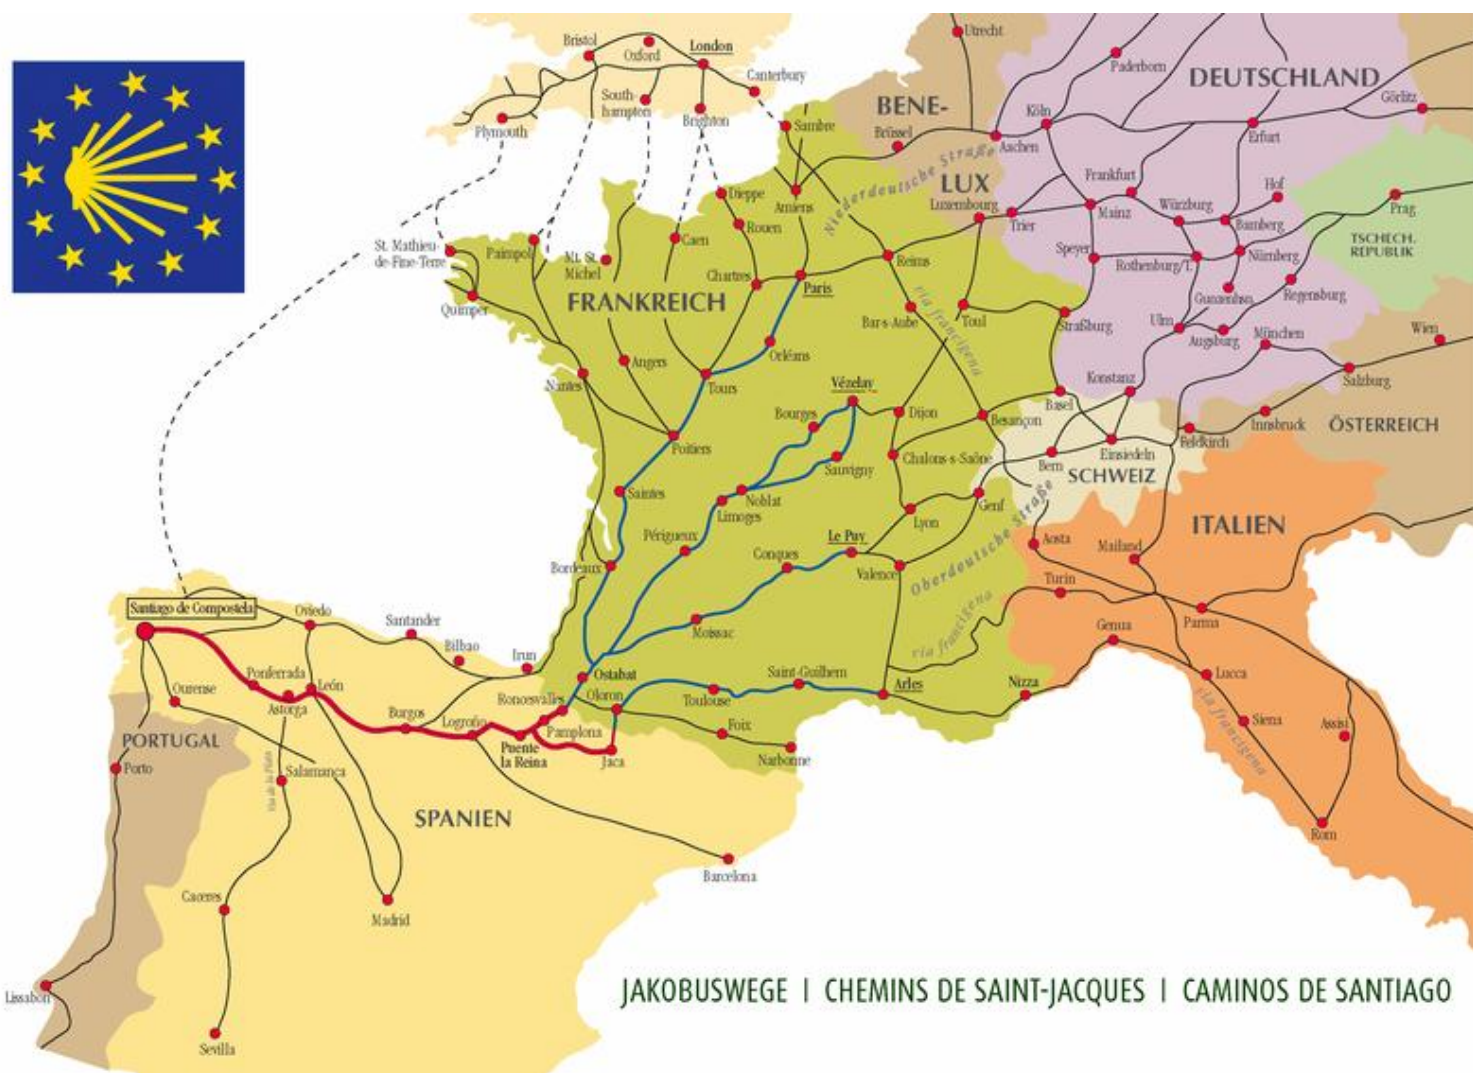 Utrecht
Bristol
Oxford
London
Paderborn
DEUTSCHLAND
Canterbury
South-
hampton
BENE-
Köln
Görlitz
Plymouth
Brighton
Sambre
Brüssel
Aachen
Erfurt
Niederdeutsche Straße
LUX
Frankfurt
Hof
Dieppe
Amiens
Luxembourg
Trier
Mainz
Würzburg
Bamberg
Prag
Rouen
St. Mathieu-
de-Fine-Terre
Paimpol
Caen
TSCHECH.
REPUBLIK
Mt. St.
Michel
Chartres
Paris
Reims
Speyer
Rothenburg/T.
Nürnberg
FRANKREICH
Quimper
via francigena
Gunzenhsn.
Regensburg
Bar-s-Aube
Toul
Straßburg
Ulm
Augsburg
München
Wien
Orléans
Angers
Nantes
Tours
Vézelay
Konstanz
Salzburg
Bourges
Dijon
Besançon
Basel
Innsbruck
ÖSTERREICH
Poitiers
Sauvigny
Chalons-s-Saône
Bern
Einsiedeln
Feldkirch
SCHWEIZ
Saintes
Noblat
Limoges
Lyon
Genf
Oberdeutsche Straße
ITALIEN
Périgueux
Le Puy
Conques
Aosta
Mailand
Bordeaux
Valence
Turin
Santiago de Compostela
Oviedo
Santander
Moissac
via francigena
Genua
Parma
Bilbao
Irun
Ponferrada
León
Ostabat
Saint-Guilhem
Arles
Nizza
Lucca
Ourense
Astorga
Roncesvalles
Oloron
Toulouse
via francigena
Burgos
Logroño
Pamplona
Foix
Siena
Assisi
PORTUGAL
Puente
la Reina
Jaca
Narbonne
Porto
Via de la Plata
Salamanca
SPANIEN
Rom
Barcelona
Caceres
Madrid
Lissabon
JAKOBUSWEGE | CHEMINS DE SAINT-JACQUES | CAMINOS DE SANTIAGO
Sevilla